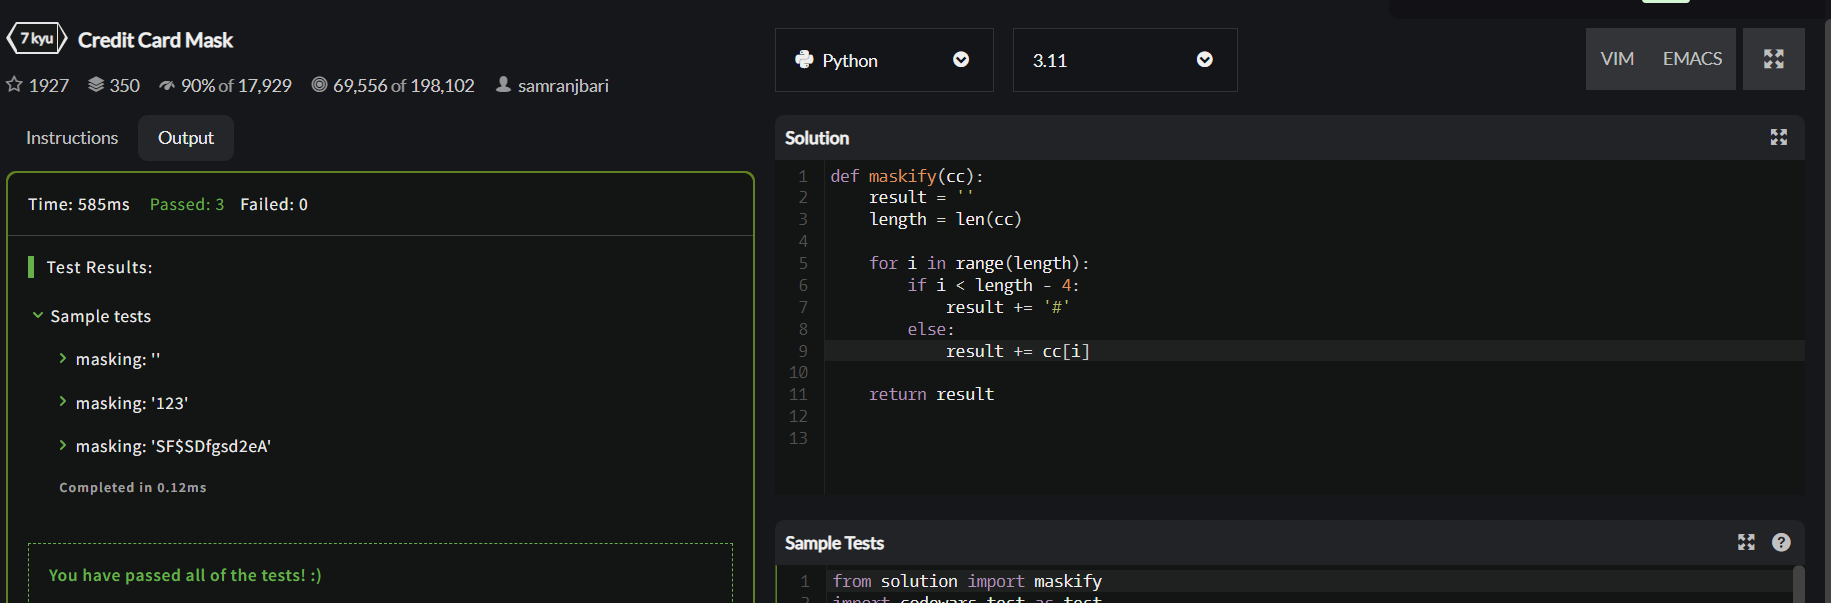 7 kyu Credit Card Mask
1927 350 90% of 17,929 69,556 of 198,102 samranjbari
Instructions Output
Time: 585ms Passed: 3 Failed: 0
Test Results:
Sample tests
masking: ''
masking: '123'
masking: 'SF$SDfgsd2eA'
Completed in 0.12ms
You have passed all of the tests! :)
Python 3.11 VIM EMACS
Solution
1 def maskify(cc):
2 result = ''
3 length = len(cc)
4
5 for i in range(length):
6 if i < length - 4:
7 result += '#'
8 else:
9 result += cc[i]
10
11 return result
12
13
Sample Tests
?
1 from solution import maskify
2 import codewars_test as test